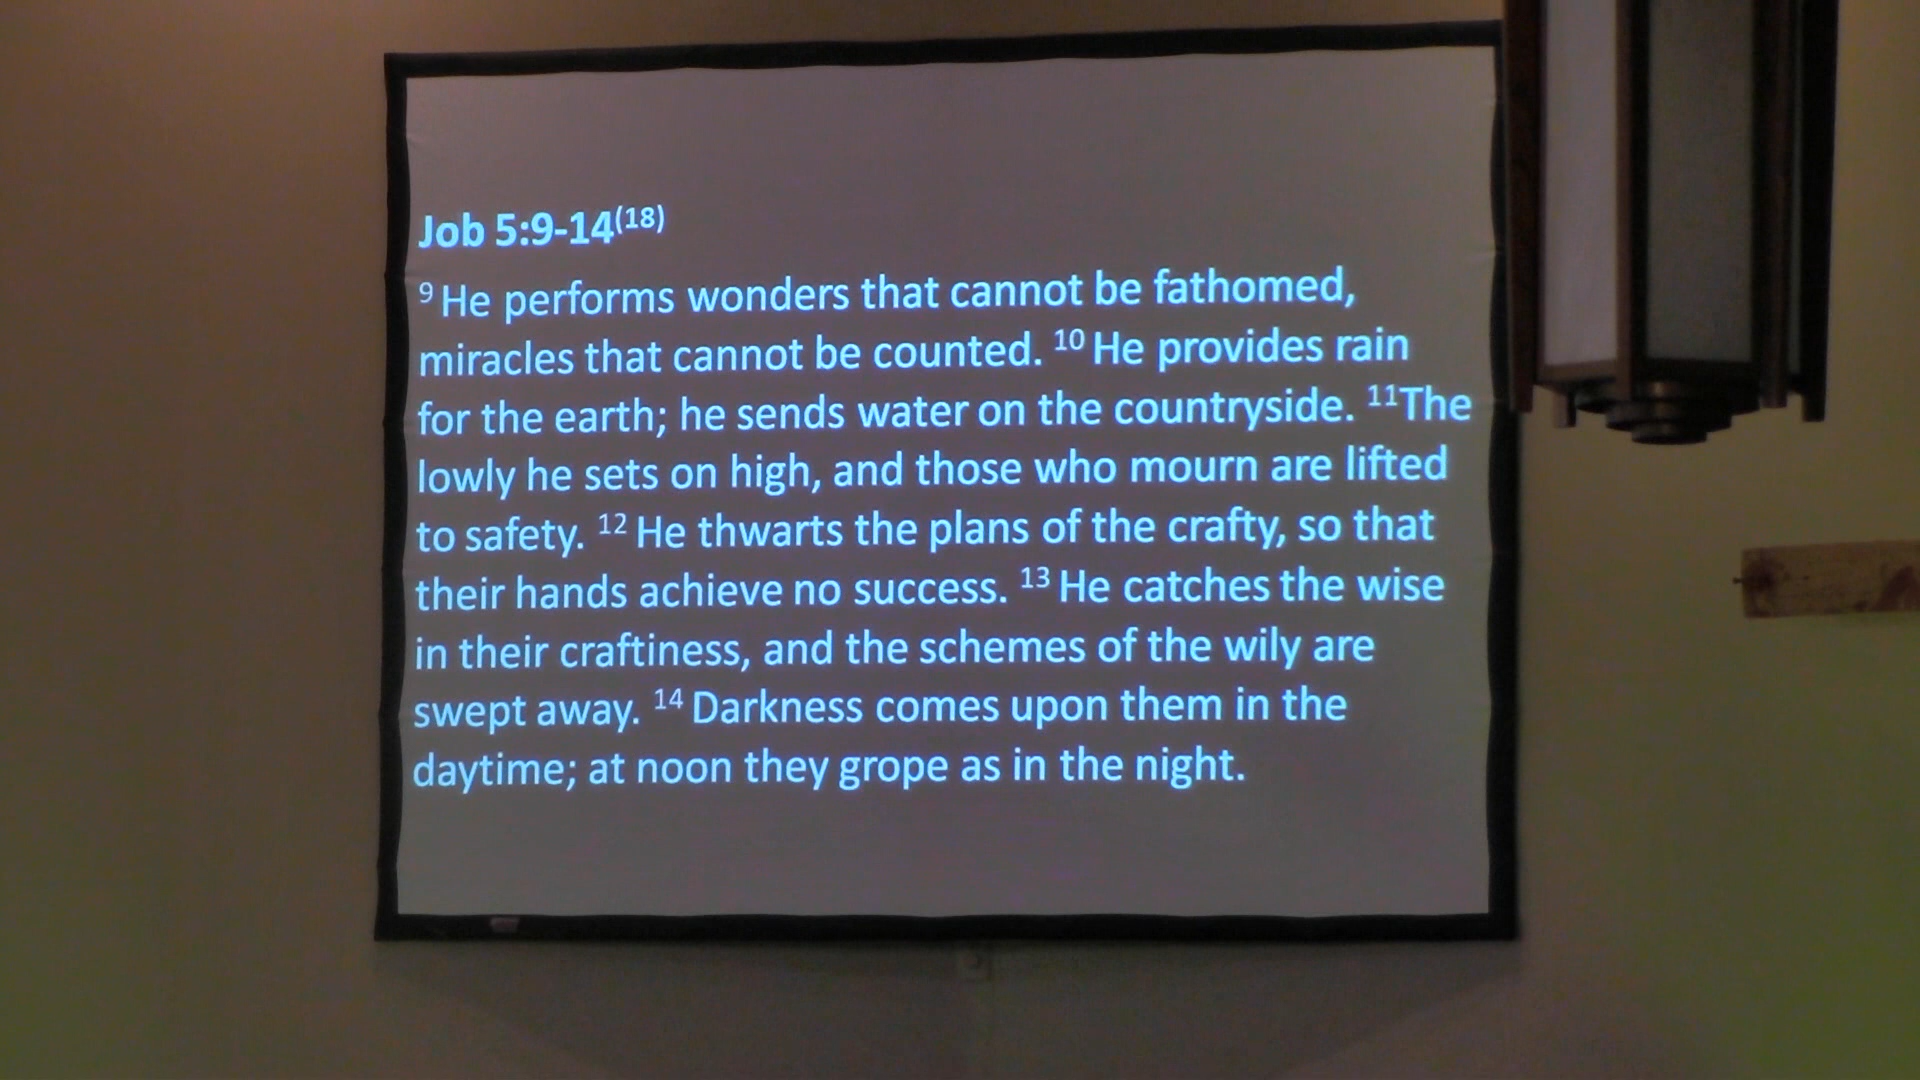 Job 5:9-14(18)
9 He performs wonders that cannot be fathomed,
miracles that cannot be counted. 10 He provides rain
for the earth; he sends water on the countryside. 11The
lowly he sets on high, and those who mourn are lifted
to safety. 12 He thwarts the plans of the crafty, so that
their hands achieve no success. 13 He catches the wise
in their craftiness, and the schemes of the wily are
swept away. 14 Darkness comes upon them in the
daytime; at noon they grope as in the night.